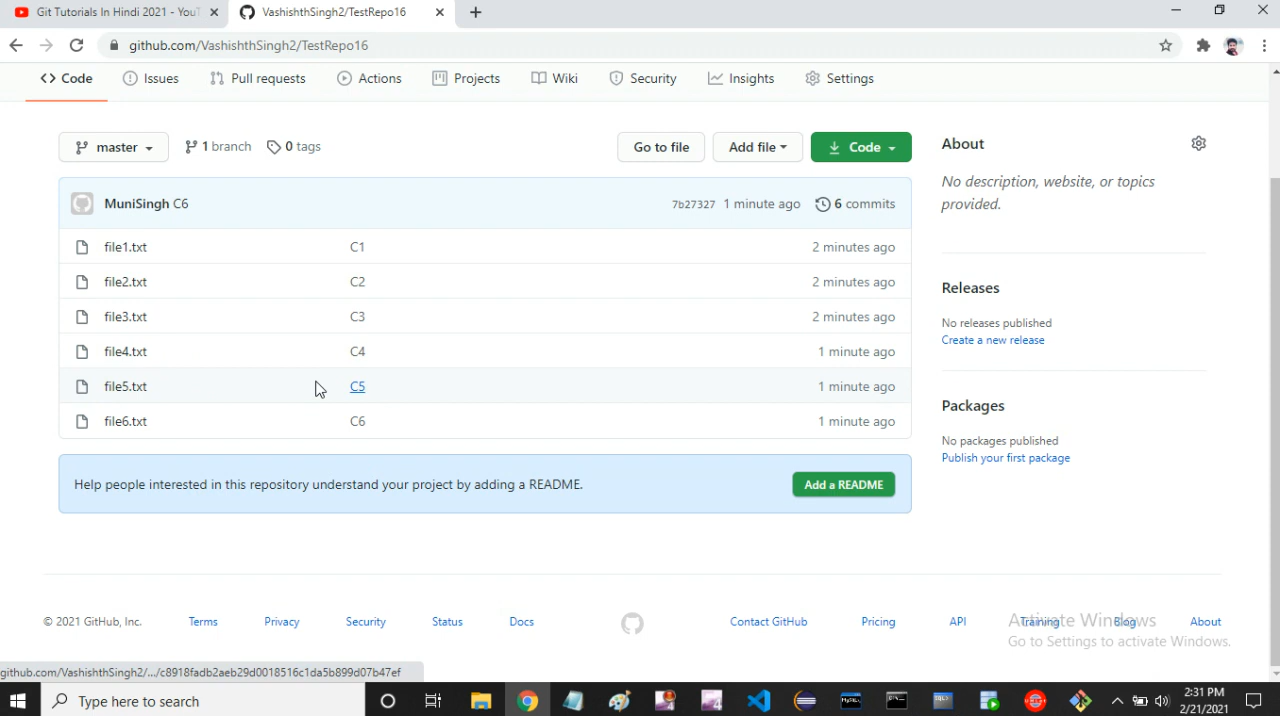 Git Tutorials In Hindi 2021 - YouT
VashishthSingh2/TestRepo16
github.com/VashishthSingh2/TestRepo16
Code Issues Pull requests Actions Projects Wiki Security Insights Settings
master 1 branch 0 tags Go to file Add file Code
About
No description, website, or topics
provided.
MuniSingh C6 7b27327 1 minute ago 6 commits
file1.txt C1 2 minutes ago
file2.txt C2 2 minutes ago
file3.txt C3 2 minutes ago
file4.txt C4 1 minute ago
file5.txt C5 1 minute ago
file6.txt C6 1 minute ago
Releases
No releases published
Create a new release
Packages
No packages published
Publish your first package
Help people interested in this repository understand your project by adding a README. Add a README
© 2021 GitHub, Inc. Terms Privacy Security Status Docs Contact GitHub Pricing API Training Blog About
Activate Windows
Go to Settings to activate Windows.
github.com/VashishthSingh2/.../c8918fadb2aeb29d0018516c1da5b899d07b47ef
Type here to search
2:31 PM
2/21/2021